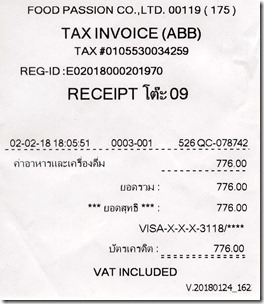 FOOD PASSION CO.,LTD. 00119 ( 175 )
TAX INVOICE (ABB)
TAX #0105530034259
REG-ID :E02018000201970
RECEIPT โต๊ะ 09
02-02-18 18:05:51 0003-001 526 QC-078742
ค่าอาหารและเครื่องดื่ม 776.00
ยอดรวม : 776.00
*** ยอดสุทธิ *** : 776.00
VISA-X-X-X-3118/****
บัตรเครดิต : 776.00
VAT INCLUDED
V.20180124_162